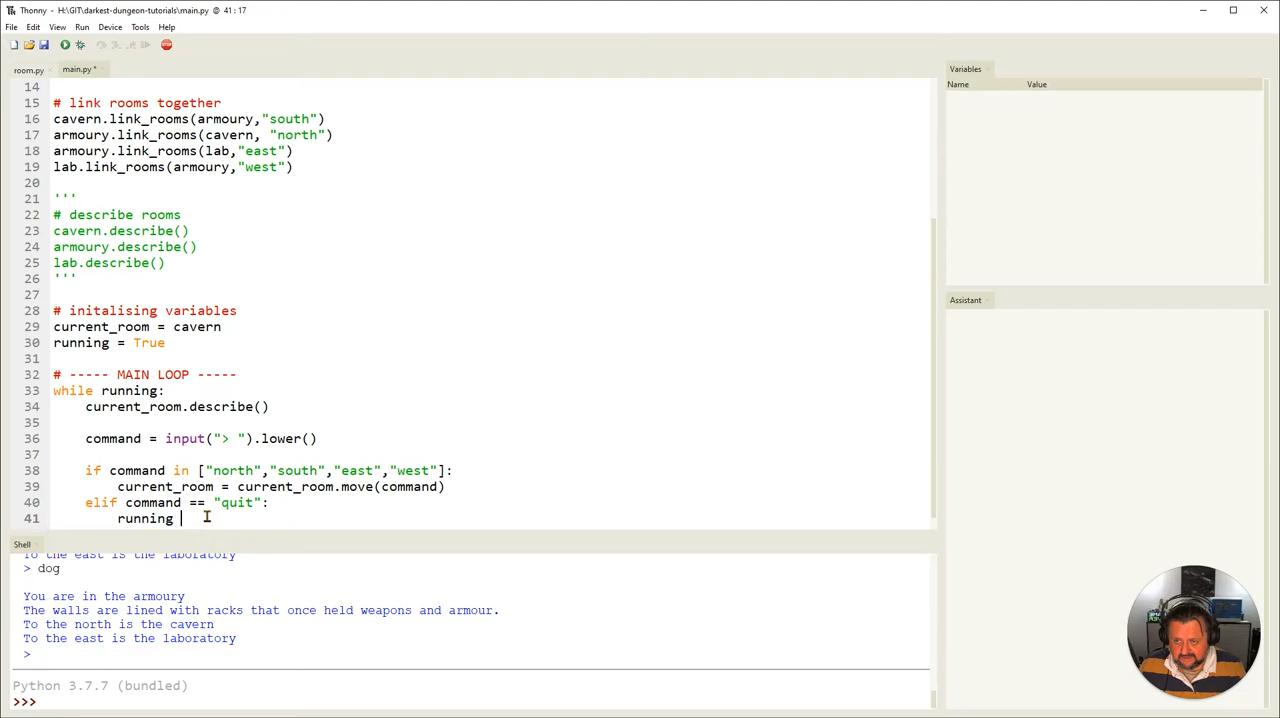 Thonny - H:\GIT\darkest-dungeon-tutorials\main.py @ 41 : 17
File Edit View Run Device Tools Help
room.py
main.py *
14
15 # link rooms together
16 cavern.link_rooms(armoury,"south")
17 armoury.link_rooms(cavern, "north")
18 armoury.link_rooms(lab,"east")
19 lab.link_rooms(armoury,"west")
20
21 '''
22 # describe rooms
23 cavern.describe()
24 armoury.describe()
25 lab.describe()
26 '''
27
28 # initalising variables
29 current_room = cavern
30 running = True
31
32 # ----- MAIN LOOP -----
33 while running:
34 current_room.describe()
35
36 command = input("> ").lower()
37
38 if command in ["north","south","east","west"]:
39 current_room = current_room.move(command)
40 elif command == "quit":
41 running
Shell
To the east is the laboratory
> dog
You are in the armoury
The walls are lined with racks that once held weapons and armour.
To the north is the cavern
To the east is the laboratory
>
Python 3.7.7 (bundled)
>>>
Variables
Name Value
Assistant